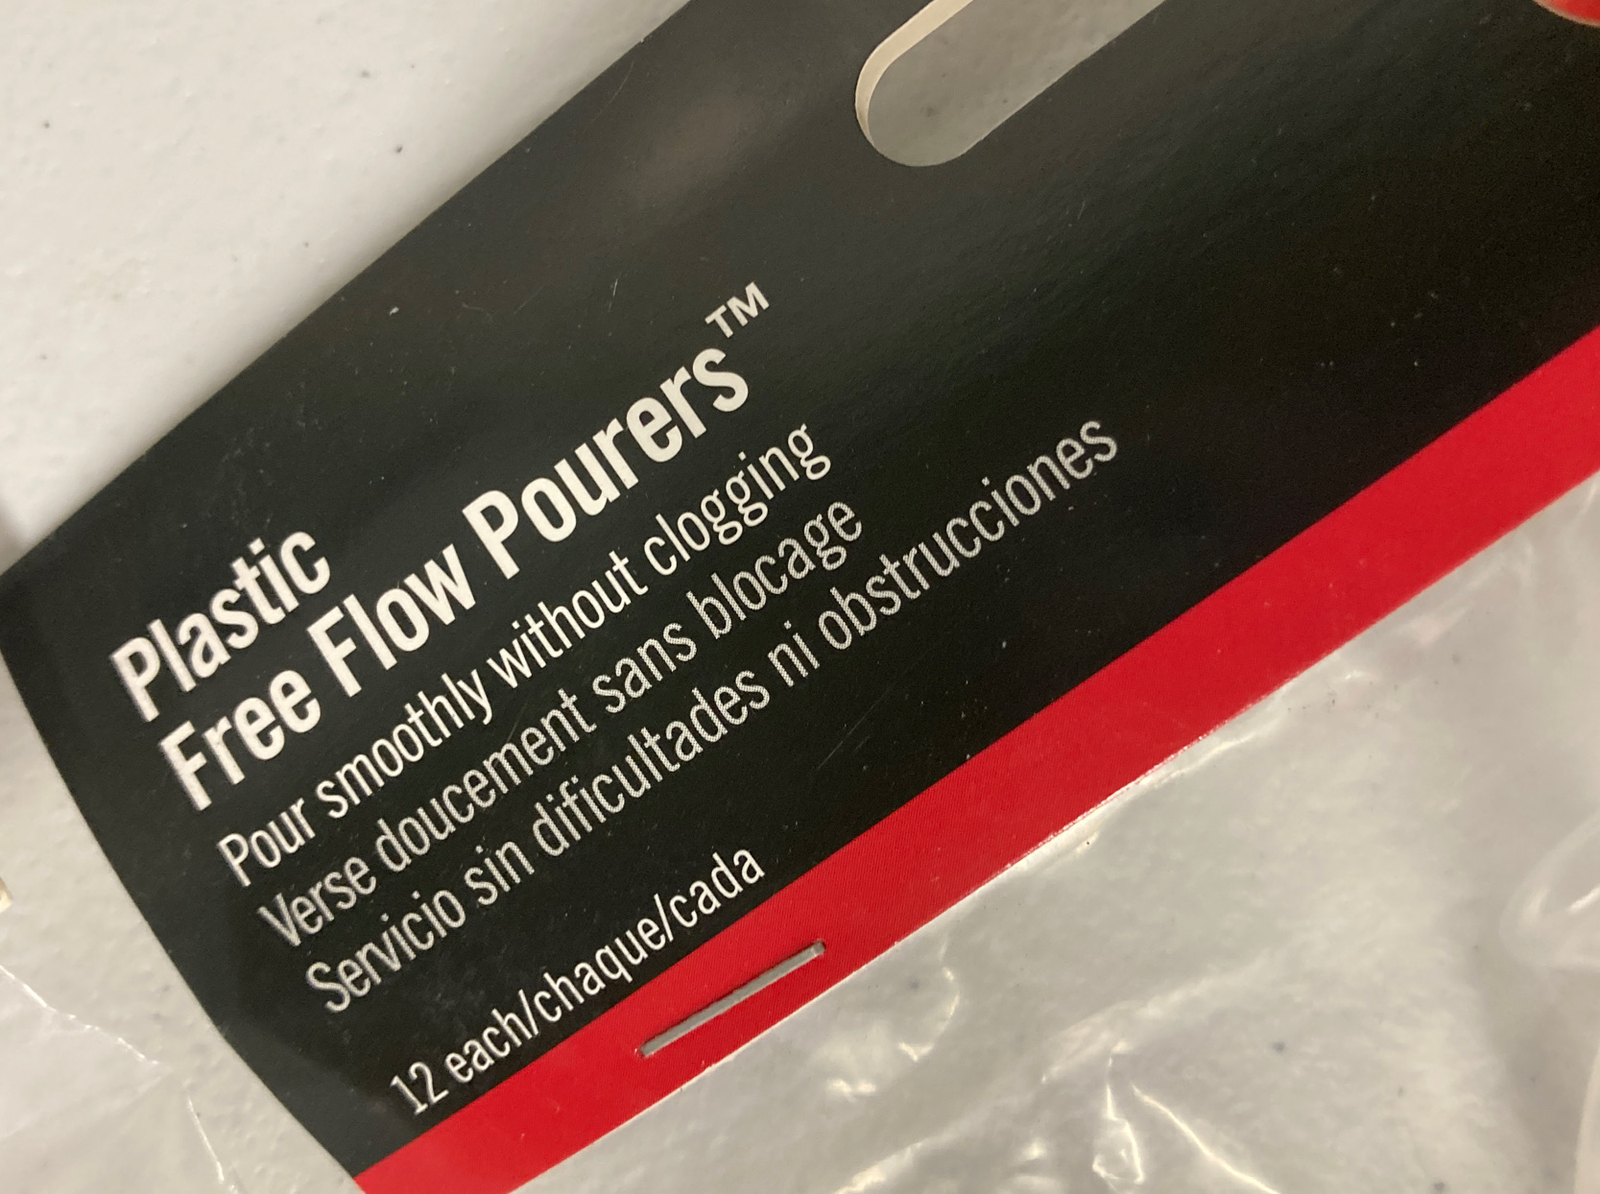 Plastic
Free Flow Pourers™
Pour smoothly without clogging
Verse doucement sans blocage
Servicio sin dificultades ni obstrucciones
12 each/chaque/cada